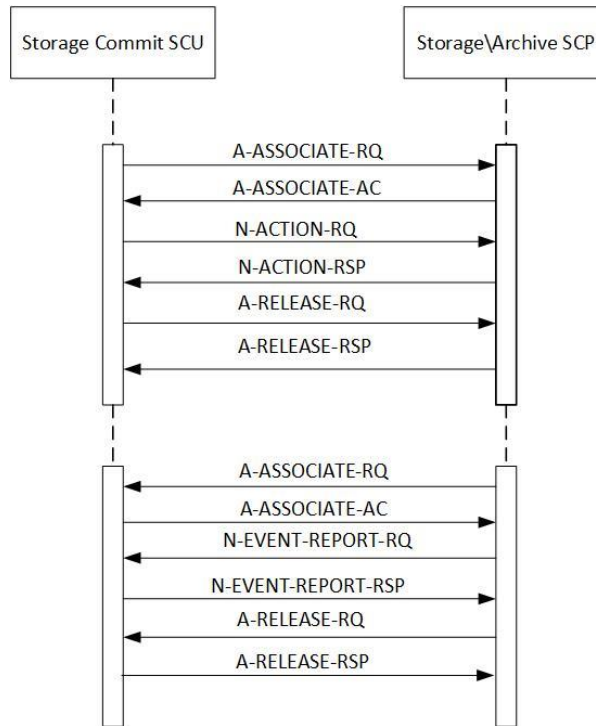 Storage Commit SCU
Storage\Archive SCP
A-ASSOCIATE-RQ
A-ASSOCIATE-AC
N-ACTION-RQ
N-ACTION-RSP
A-RELEASE-RQ
A-RELEASE-RSP
A-ASSOCIATE-RQ
A-ASSOCIATE-AC
N-EVENT-REPORT-RQ
N-EVENT-REPORT-RSP
A-RELEASE-RQ
A-RELEASE-RSP